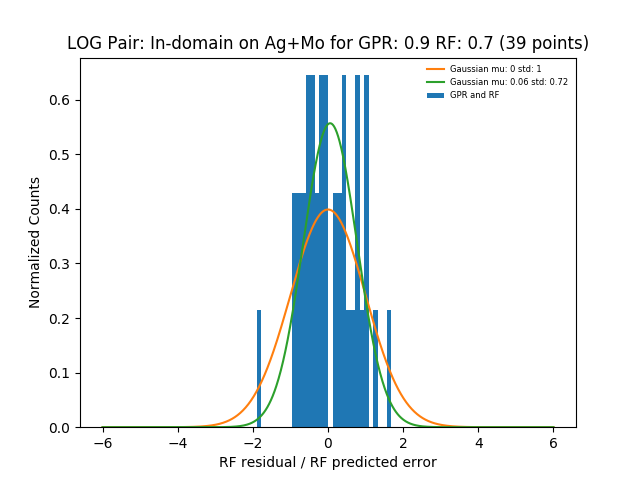 LOG Pair: In-domain on Ag+Mo for GPR: 0.9 RF: 0.7 (39 points)
Gaussian mu: 0 std: 1
Gaussian mu: 0.06 std: 0.72
GPR and RF
Normalized Counts
0.6
0.5
0.4
0.3
0.2
0.1
0.0
−6 −4 −2 0 2 4 6
RF residual / RF predicted error